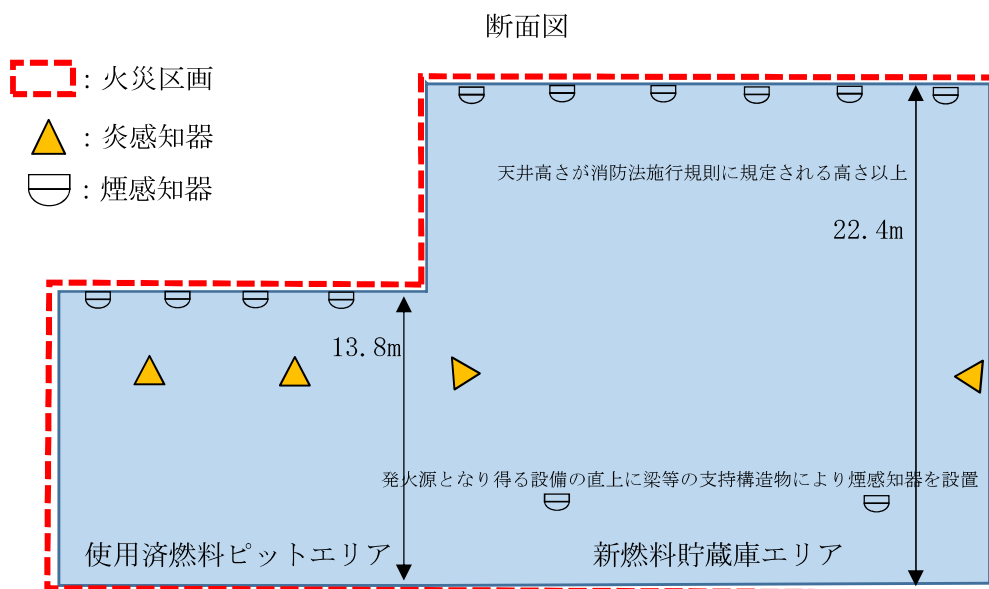 断面図
：火災区画
：炎感知器
：煙感知器
天井高さが消防法施行規則に規定される高さ以上
22.4m
13.8m
発火源となり得る設備の直上に梁等の支持構造物により煙感知器を設置
使用済燃料ピットエリア
新燃料貯蔵庫エリア